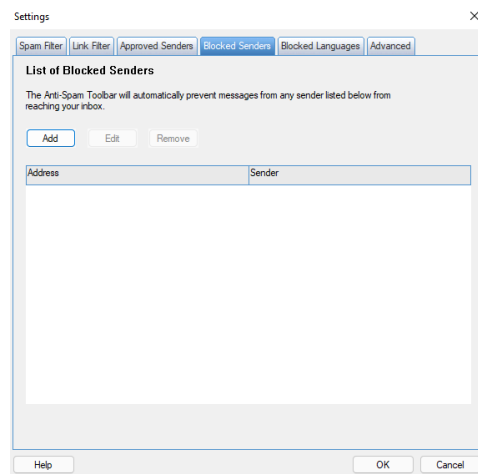 Settings
Spam Filter Link Filter Approved Senders Blocked Senders Blocked Languages Advanced
List of Blocked Senders
The Anti-Spam Toolbar will automatically prevent messages from any sender listed below from
reaching your inbox.
Add Edit Remove
Address Sender
Help OK Cancel